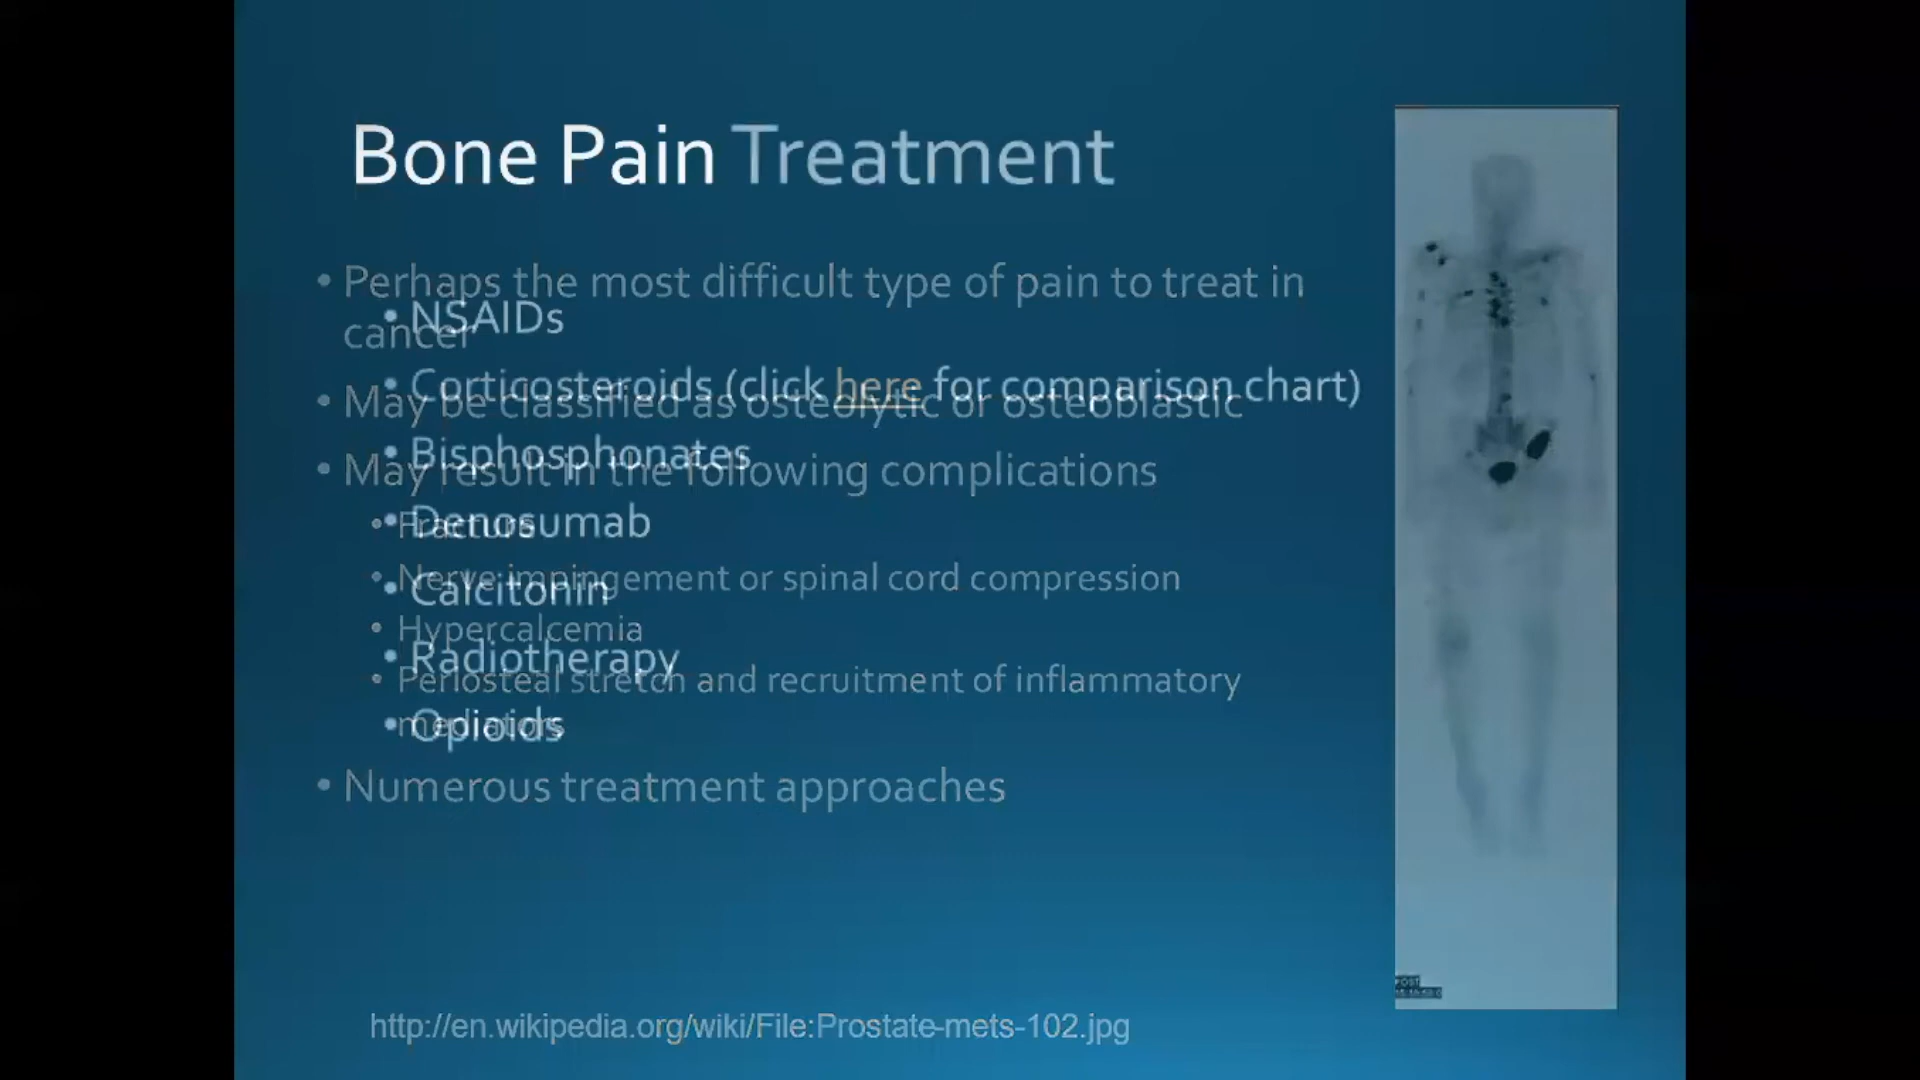 Bone Pain Treatment
• Perhaps the most difficult type of pain to treat in
cancer
• NSAIDs
• Corticosteroids (click here for comparison chart)
• May be classified as osteolytic or osteoblastic
• Bisphosphonates
• May result in the following complications
• Denosumab
• Fracture
• Nerve impingement or spinal cord compression
• Calcitonin
• Hypercalcemia
• Radiotherapy
• Periosteal stretch and recruitment of inflammatory
mediators
• Opioids
• Numerous treatment approaches
http://en.wikipedia.org/wiki/File:Prostate-mets-102.jpg
POST